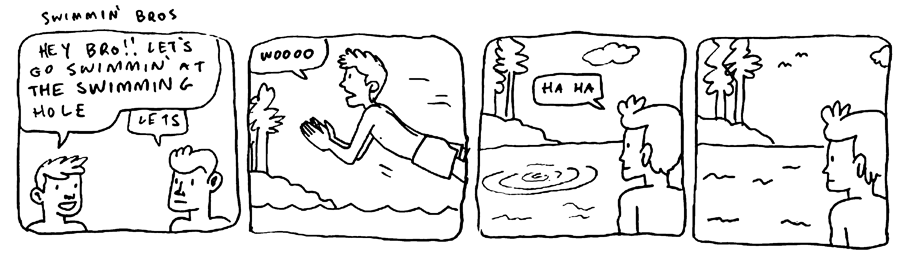 SWIMMIN' BROS
HEY BRO!! LET'S
GO SWIMMIN' AT
THE SWIMMING
HOLE
LETS
WOOOO
HA HA